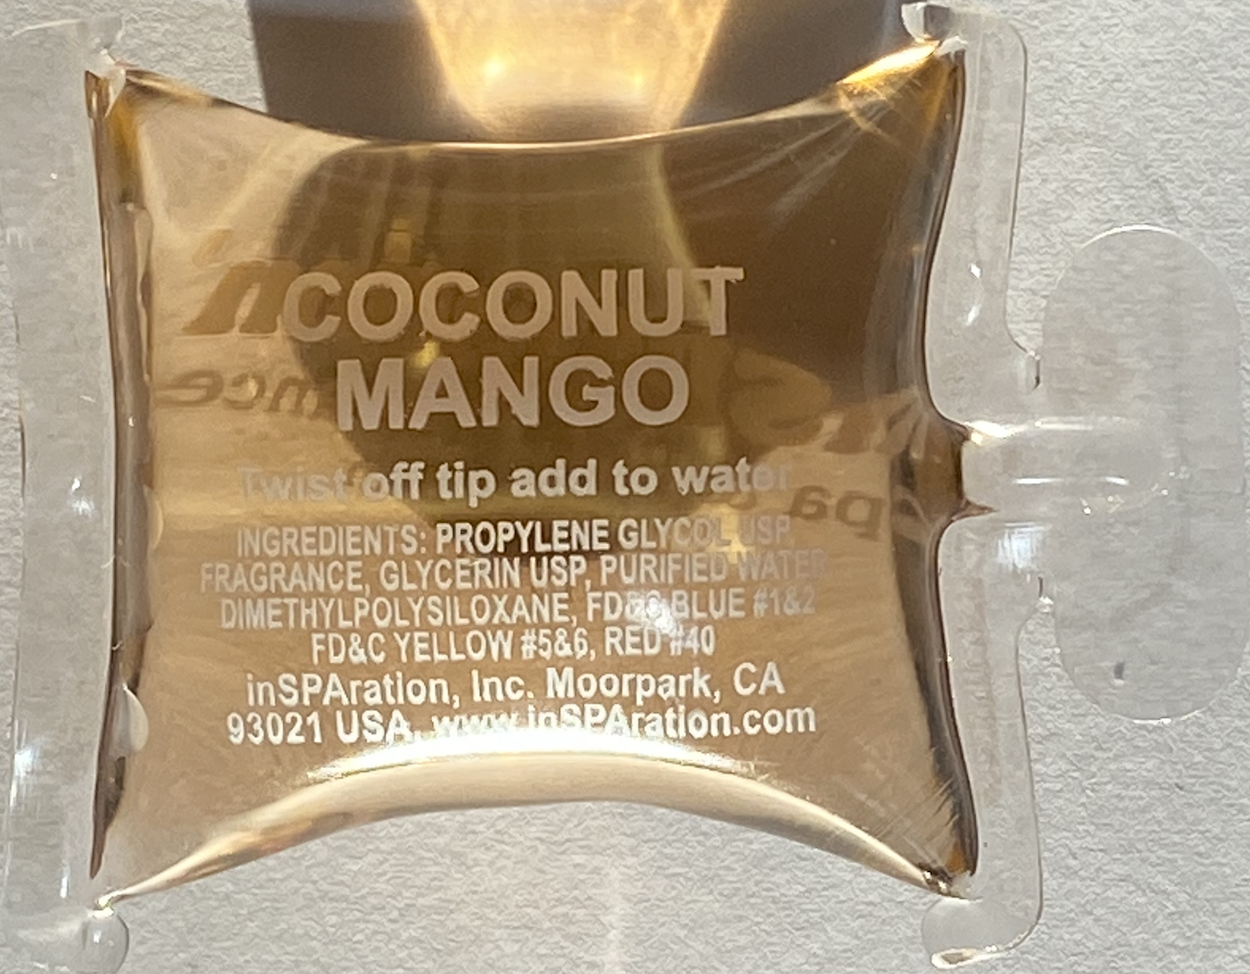 COCONUT
MANGO
Twist off tip add to water
INGREDIENTS: PROPYLENE GLYCOL USP,
FRAGRANCE, GLYCERIN USP, PURIFIED WATER
DIMETHYLPOLYSILOXANE, FD&C BLUE #1&2
FD&C YELLOW #5&6, RED #40
inSPAration, Inc. Moorpark, CA
93021 USA, www.inSPAration.com